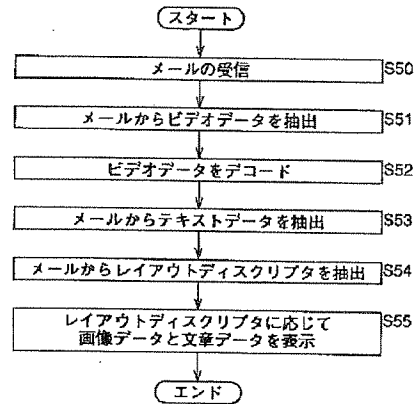 スタート
メールの受信 S50
メールからビデオデータを抽出 S51
ビデオデータをデコード S52
メールからテキストデータを抽出 S53
メールからレイアウトディスクリプタを抽出 S54
レイアウトディスクリプタに応じて S55
画像データと文章データを表示
エンド